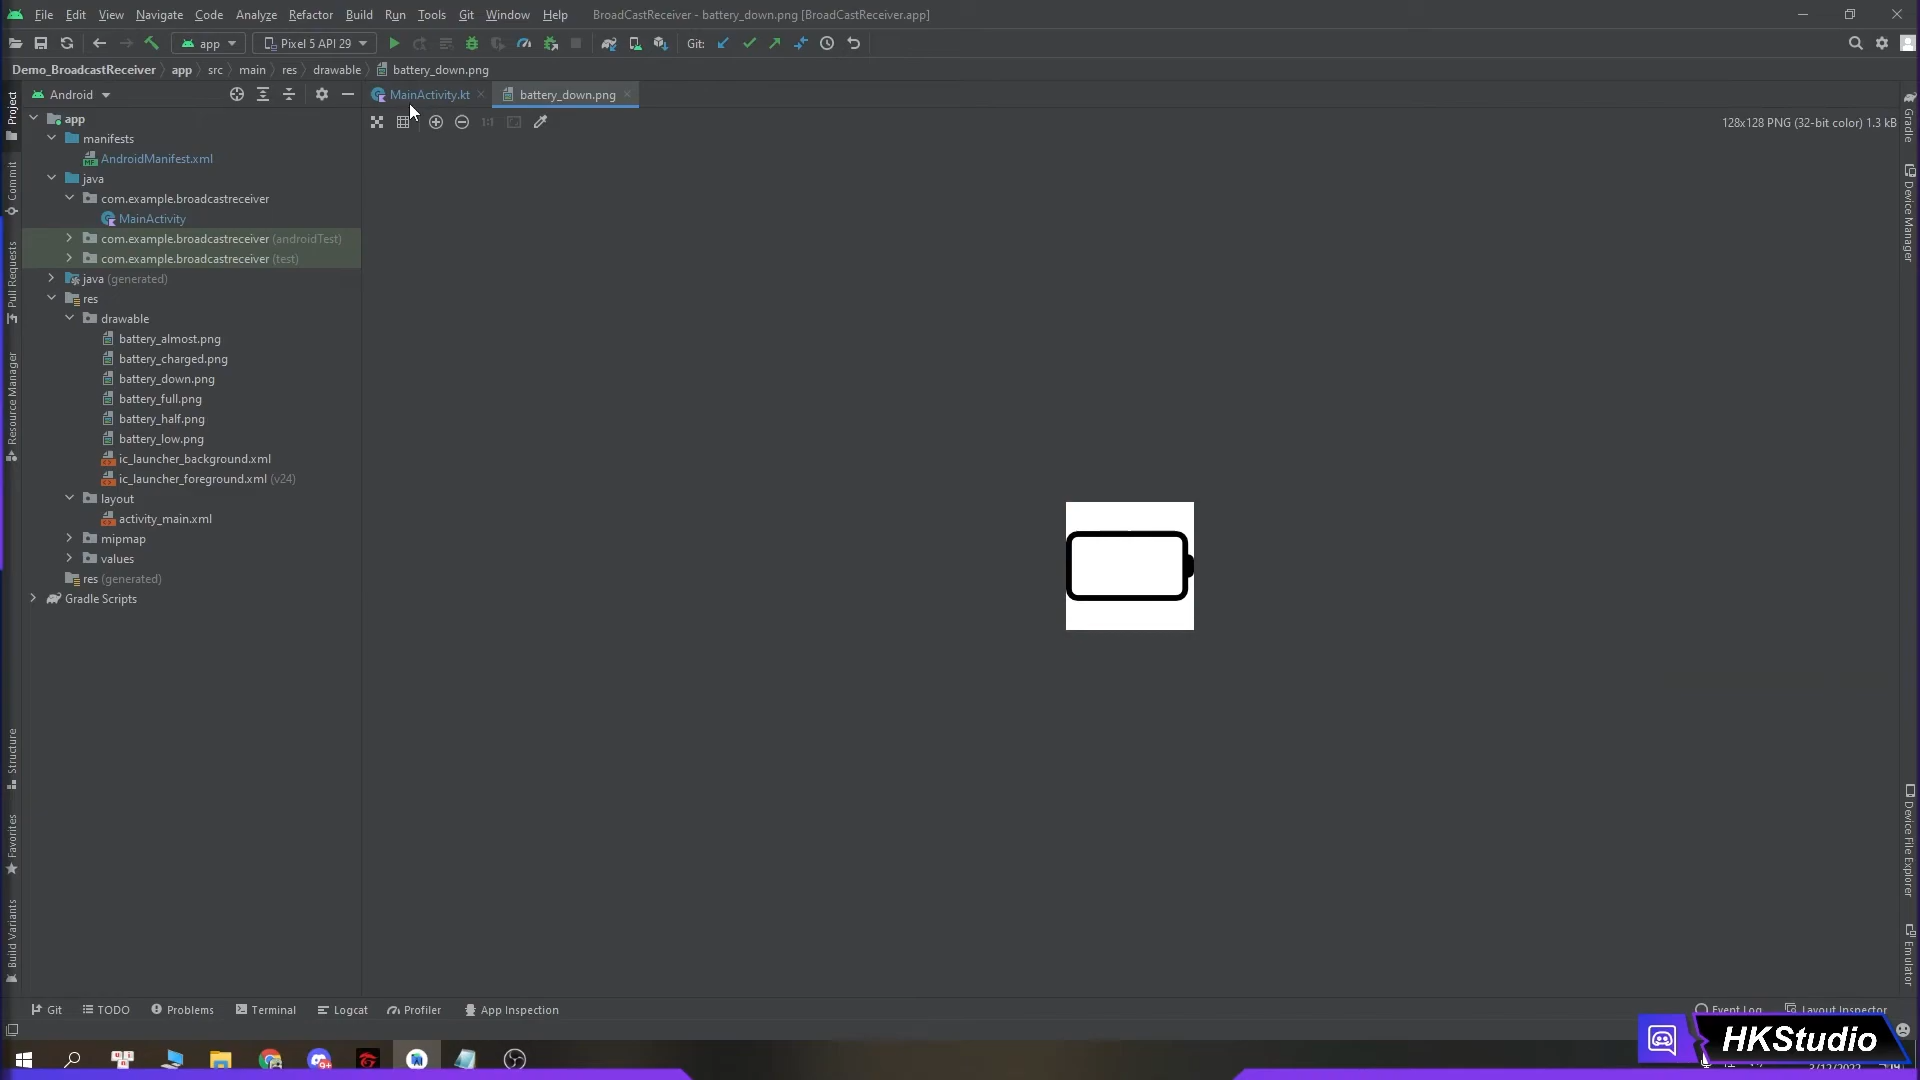 File Edit View Navigate Code Analyze Refactor Build Run Tools Git Window Help BroadCastReceiver - battery_down.png [BroadCastReceiver.app]
app Pixel 5 API 29 Git:
Demo_BroadcastReceiver app src main res drawable battery_down.png
Android MainActivity.kt battery_down.png
1:1 128x128 PNG (32-bit color) 1.3 kB
app
manifests
AndroidManifest.xml
java
com.example.broadcastreceiver
MainActivity
com.example.broadcastreceiver (androidTest)
com.example.broadcastreceiver (test)
java (generated)
res
drawable
battery_almost.png
battery_charged.png
battery_down.png
battery_full.png
battery_half.png
battery_low.png
ic_launcher_background.xml
ic_launcher_foreground.xml (v24)
layout
activity_main.xml
mipmap
values
res (generated)
Gradle Scripts
Project
Commit
Pull Requests
Resource Manager
Structure
Favorites
Build Variants
Gradle
Device Manager
Device File Explorer
Emulator
Git TODO Problems Terminal Logcat Profiler App Inspection Event Log Layout Inspector
HKStudio
3/12/2022